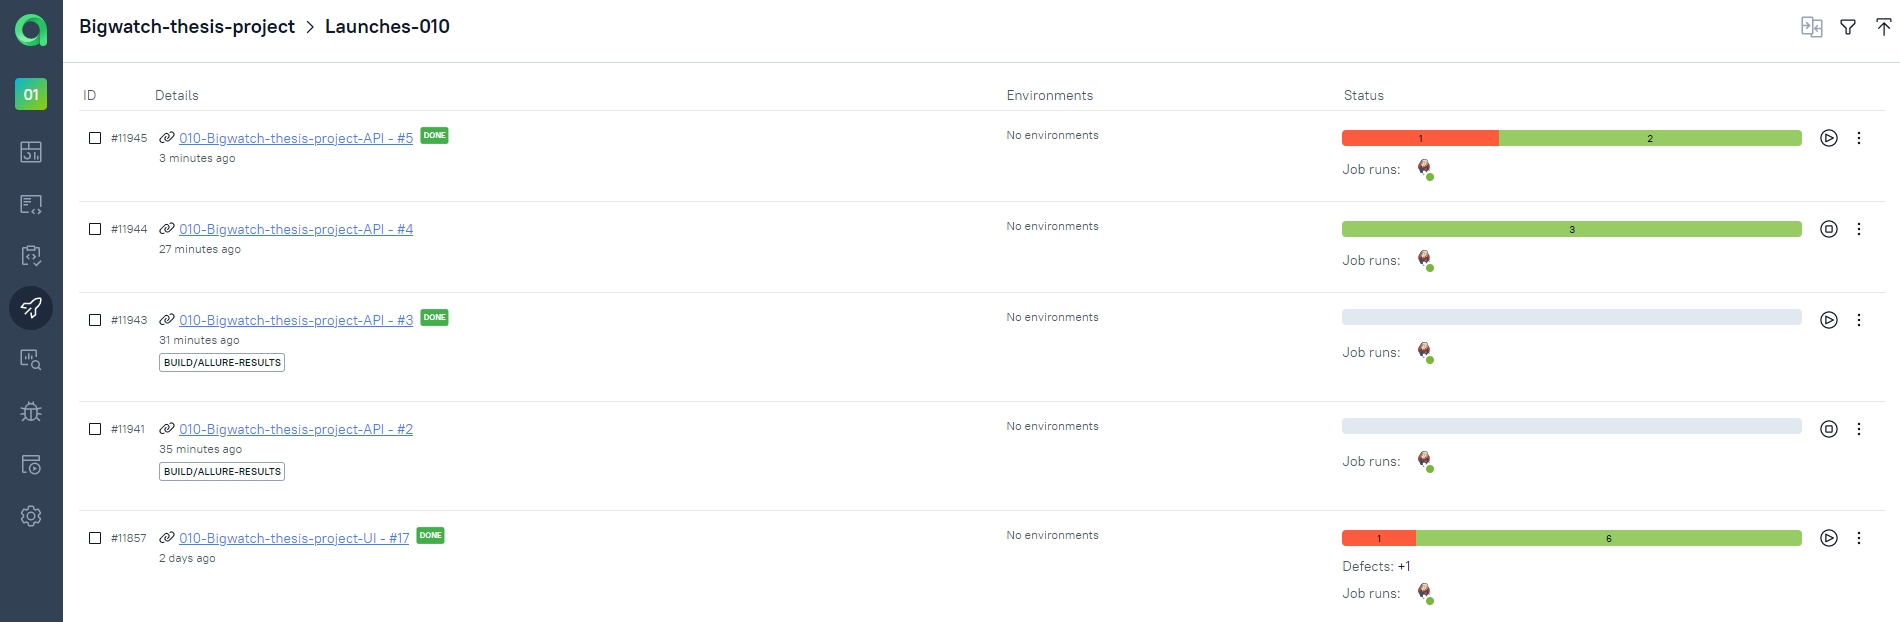 Bigwatch-thesis-project > Launches-010
01
ID Details Environments Status
#11945 010-Bigwatch-thesis-project-API - #5 DONE No environments 1 2
3 minutes ago
Job runs:
#11944 010-Bigwatch-thesis-project-API - #4 No environments 3
27 minutes ago
Job runs:
#11943 010-Bigwatch-thesis-project-API - #3 DONE No environments
31 minutes ago
Job runs:
BUILD/ALLURE-RESULTS
#11941 010-Bigwatch-thesis-project-API - #2 No environments
35 minutes ago
Job runs:
BUILD/ALLURE-RESULTS
#11857 010-Bigwatch-thesis-project-UI - #17 DONE No environments 1 6
2 days ago
Defects: +1
Job runs: